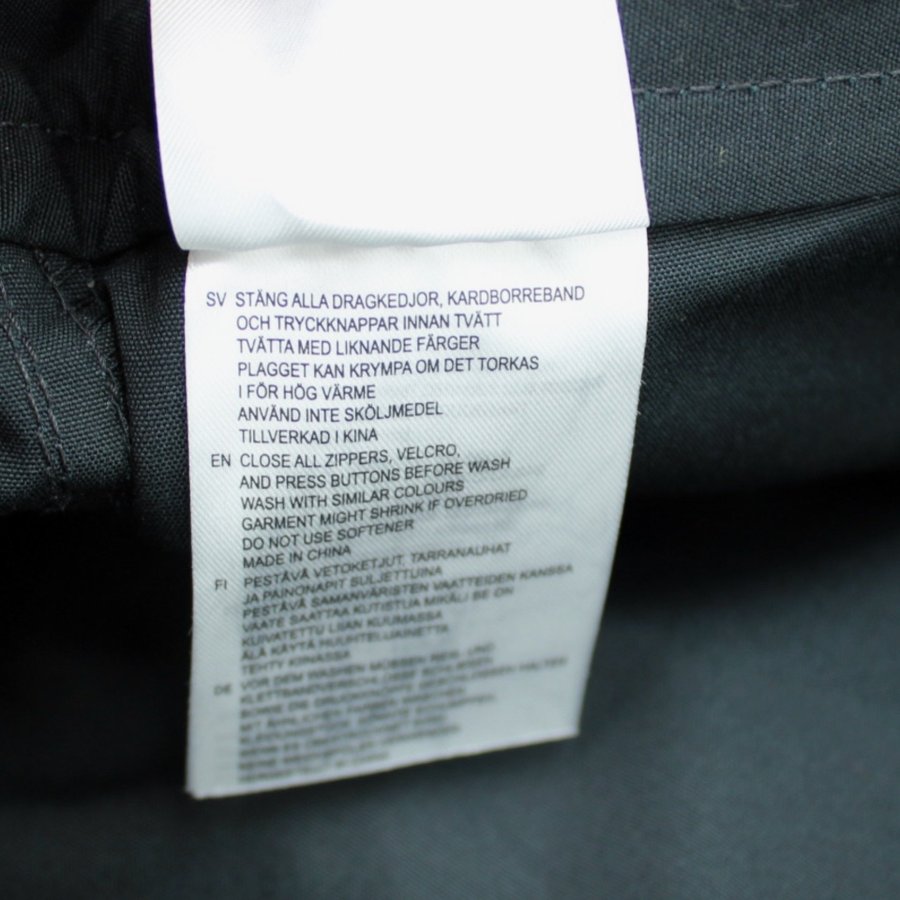 SV STÄNG ALLA DRAGKEDJOR, KARDBORREBAND
OCH TRYCKKNAPPAR INNAN TVÄTT
TVÄTTA MED LIKNANDE FÄRGER
PLAGGET KAN KRYMPA OM DET TORKAS
I FÖR HÖG VÄRME
ANVÄND INTE SKÖLJMEDEL
TILLVERKAD I KINA
EN CLOSE ALL ZIPPERS, VELCRO,
AND PRESS BUTTONS BEFORE WASH
WASH WITH SIMILAR COLOURS
GARMENT MIGHT SHRINK IF OVERDRIED
DO NOT USE SOFTENER
MADE IN CHINA
FI PESTÄVÄ VETOKETJUT, TARRANAUHAT
JA PAINONAPIT SULJETTUINA
PESTÄVÄ SAMANVÄRISTEN VAATTEIDEN KANSSA
VAATE SAATTAA KUTISTUA MIKÄLI SE ON
KUIVATETTU LIIAN KUUMASSA
ÄLÄ KÄYTÄ HUUHTELUAINETTA
TEHTY KIINASSA
DE VOR DEM WASHEN MÜSSEN REIß- UND